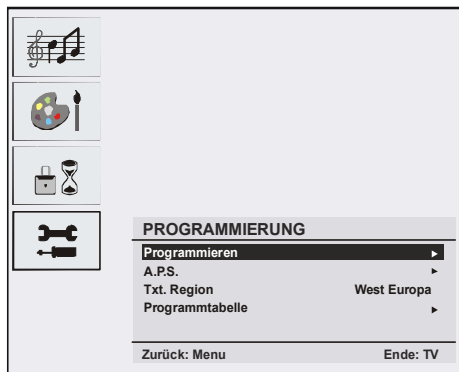 PROGRAMMIERUNG
Programmieren
A.P.S.
Txt. Region West Europa
Programmtabelle
Zurück: Menu Ende: TV